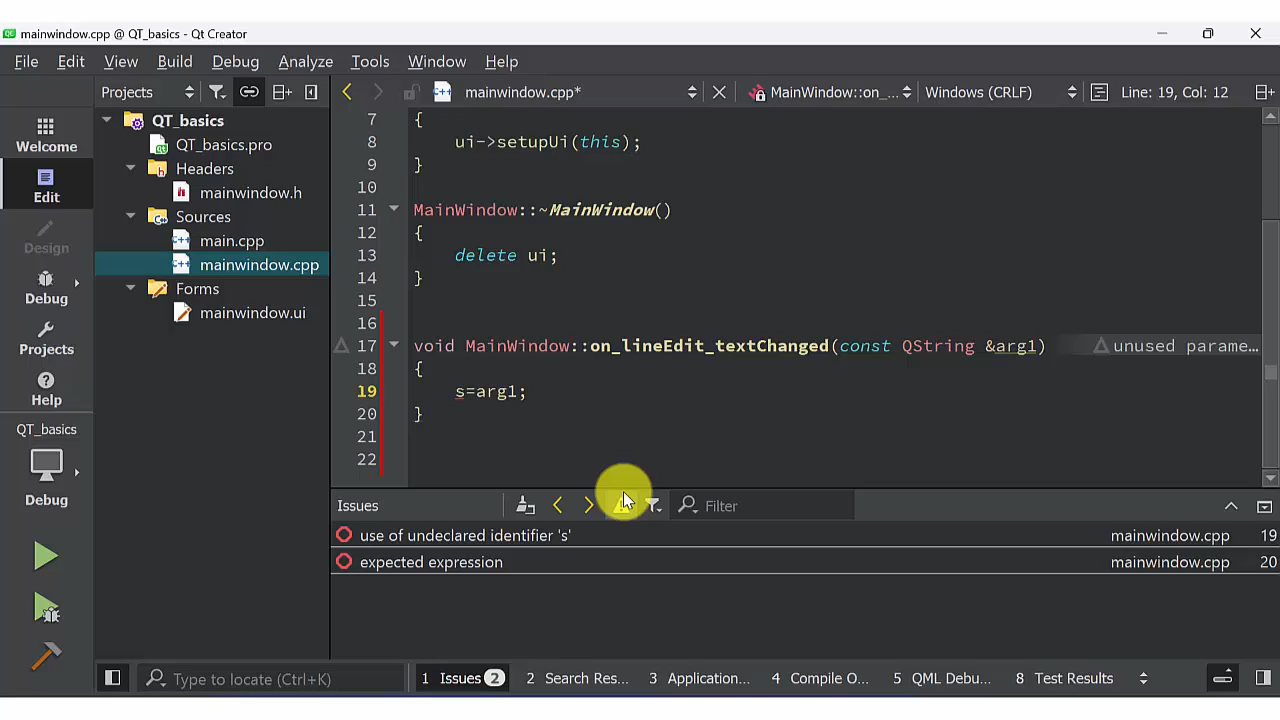 mainwindow.cpp @ QT_basics - Qt Creator
File Edit View Build Debug Analyze Tools Window Help
Projects
mainwindow.cpp*
MainWindow::on_...
Windows (CRLF)
Line: 19, Col: 12
Welcome
Edit
Design
Debug
Projects
Help
QT_basics
Debug
QT_basics
QT_basics.pro
Headers
mainwindow.h
Sources
main.cpp
mainwindow.cpp
Forms
mainwindow.ui
7 {
8 ui->setupUi(this);
9 }
10
11 MainWindow::~MainWindow()
12 {
13 delete ui;
14 }
15
16
17 void MainWindow::on_lineEdit_textChanged(const QString &arg1) unused parame...
18 {
19 s=arg1;
20 }
21
22
Issues
Filter
use of undeclared identifier 's' mainwindow.cpp 19
expected expression mainwindow.cpp 20
Type to locate (Ctrl+K)
1 Issues 2
2 Search Res...
3 Application...
4 Compile O...
5 QML Debu...
8 Test Results